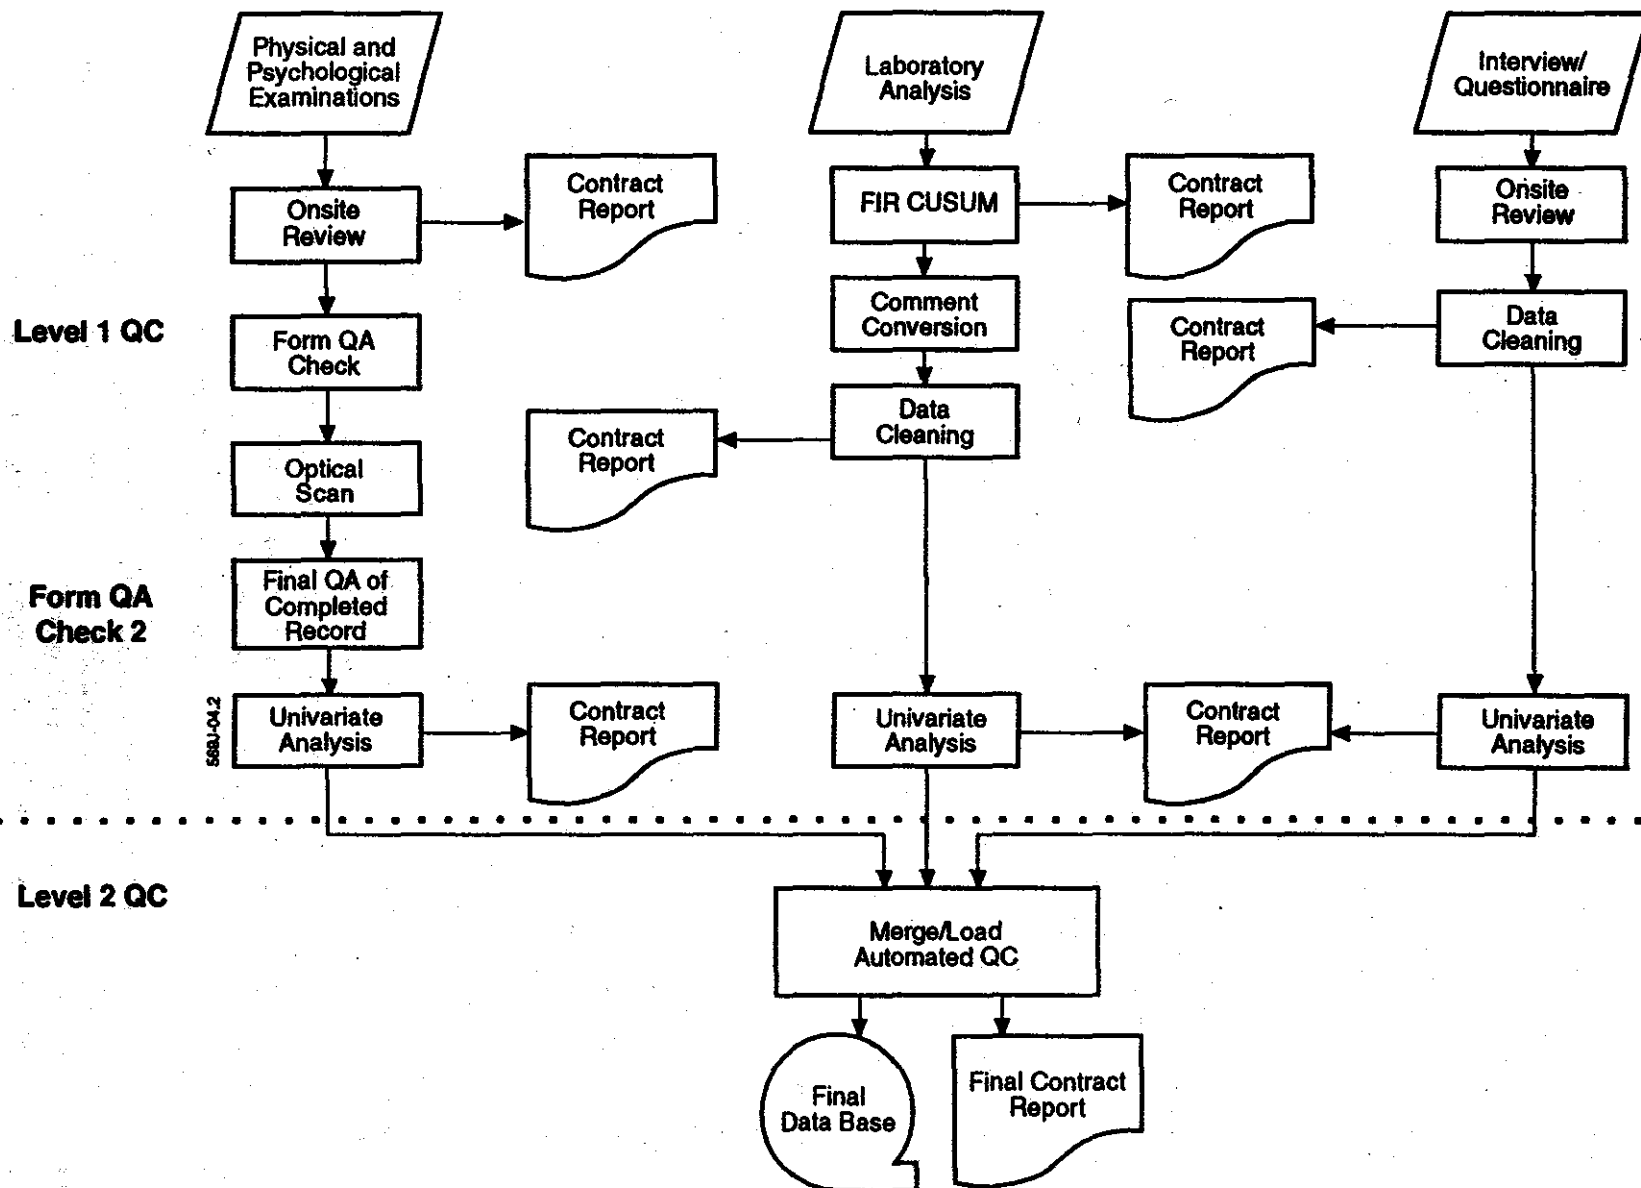 Physical and
Psychological
Examinations
Laboratory
Analysis
Interview/
Questionnaire
Onsite
Review
Contract
Report
FIR CUSUM
Contract
Report
Onsite
Review
Level 1 QC
Form QA
Check
Comment
Conversion
Contract
Report
Data
Cleaning
Optical
Scan
Contract
Report
Data
Cleaning
Form QA
Check 2
Final QA of
Completed
Record
569J-04.2
Univariate
Analysis
Contract
Report
Univariate
Analysis
Contract
Report
Univariate
Analysis
Level 2 QC
Merge/Load
Automated QC
Final
Data Base
Final Contract
Report